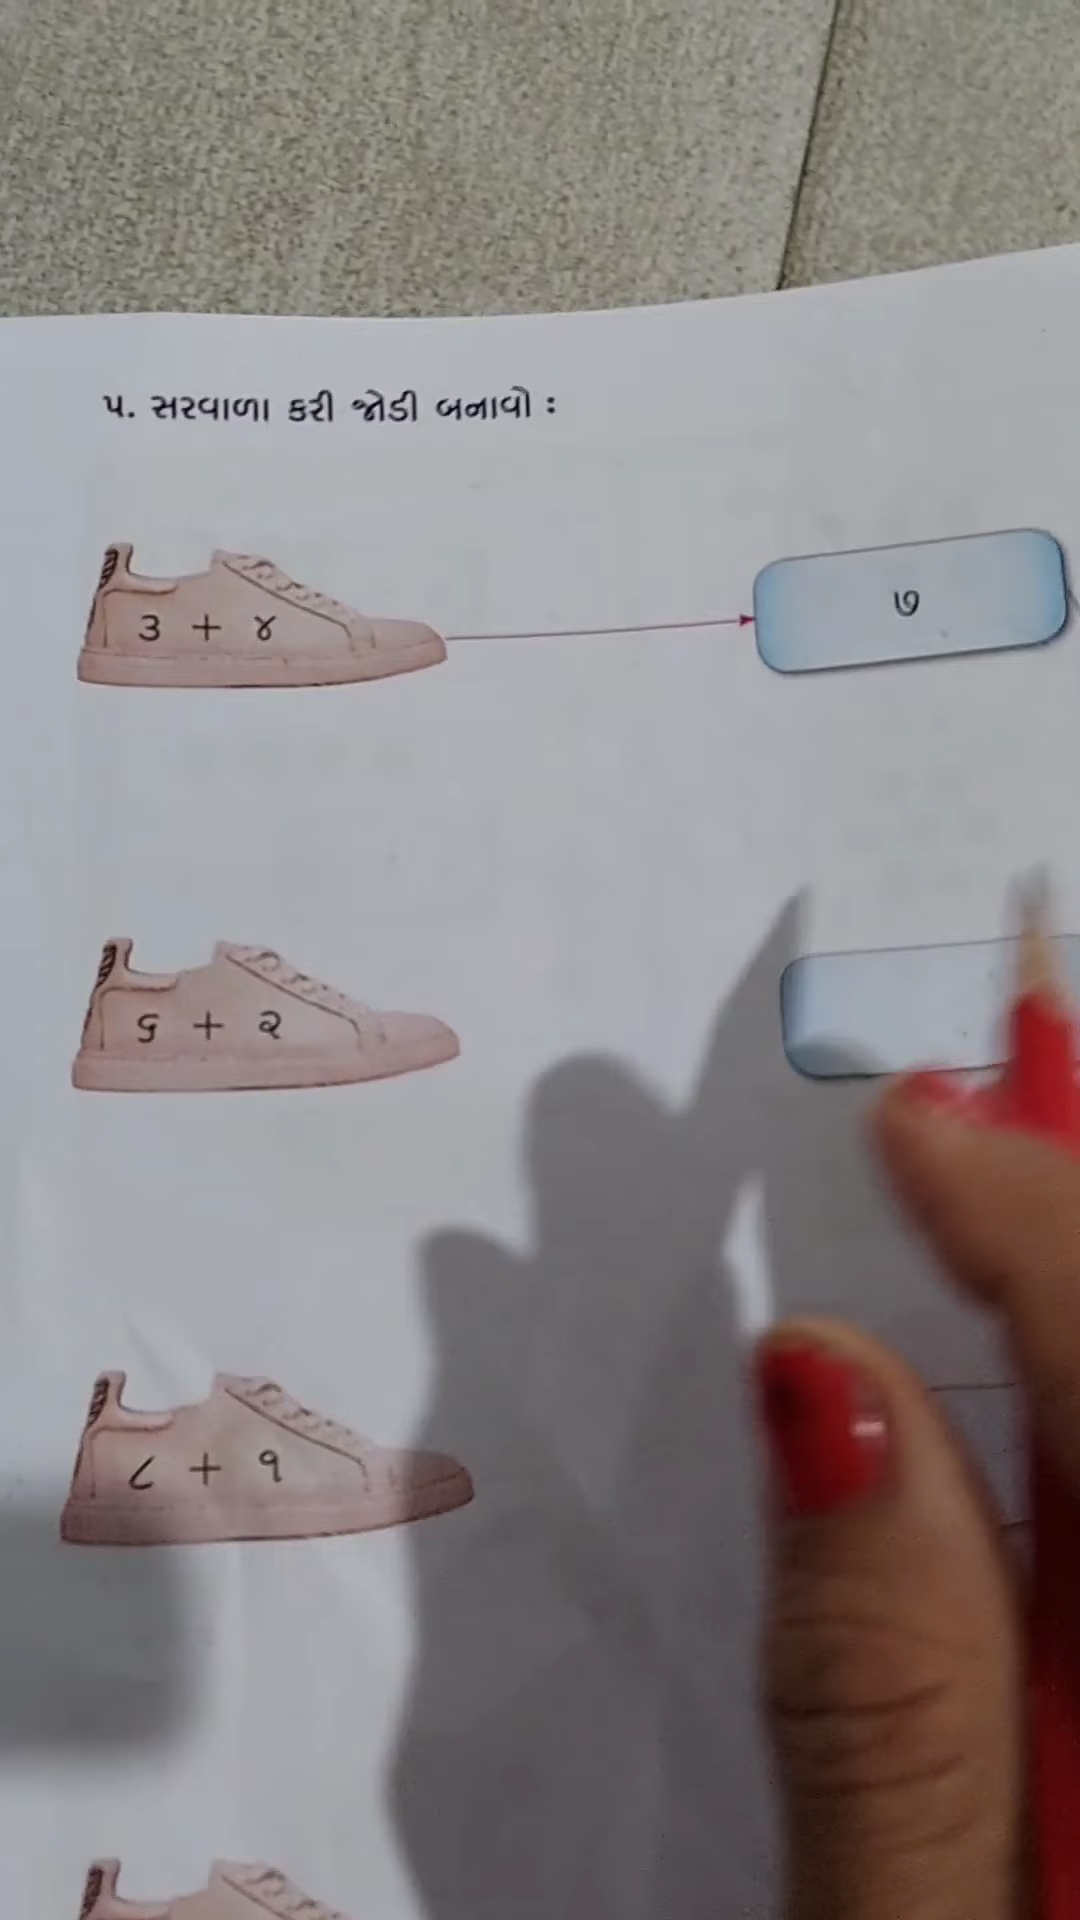 ૫. સરવાળા કરી જોડી બનાવો :
૩ + ૪
૭
૬ + ૨
૮ + ૧